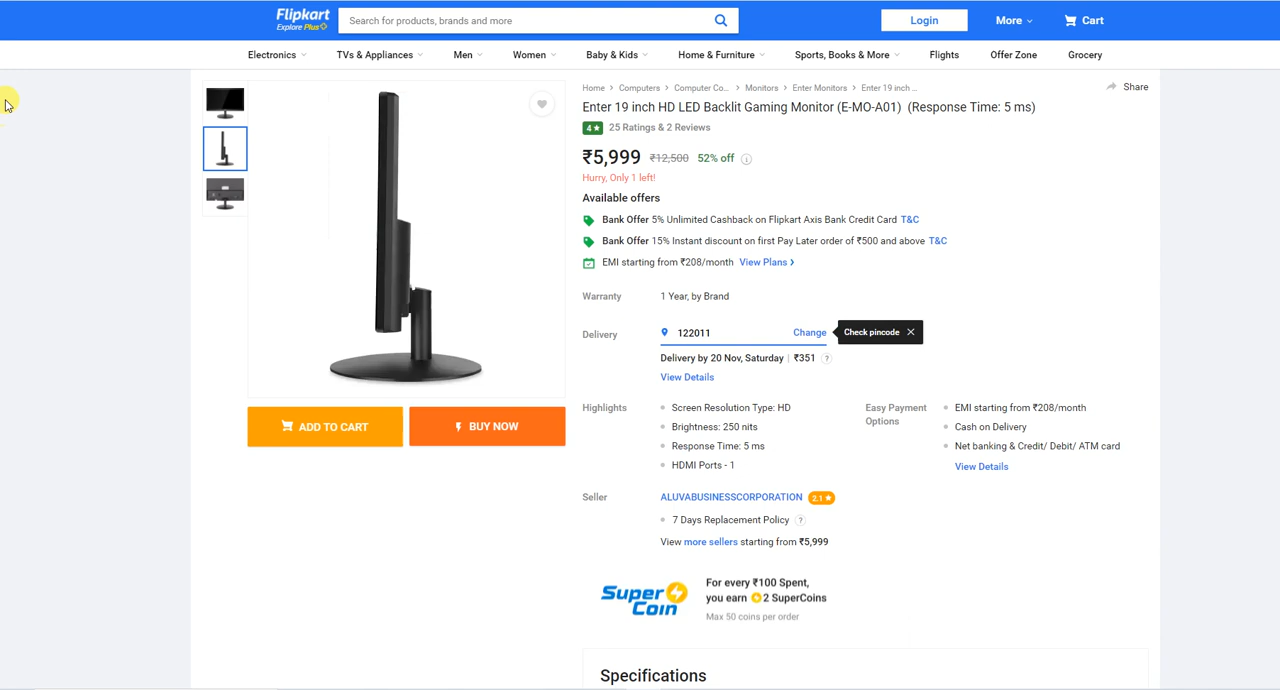 Flipkart
Explore Plus
Search for products, brands and more
Login
More
Cart
Electronics
TVs & Appliances
Men
Women
Baby & Kids
Home & Furniture
Sports, Books & More
Flights
Offer Zone
Grocery
Home > Computers > Computer Co... > Monitors > Enter Monitors > Enter 19 inch ...
Share
Enter 19 inch HD LED Backlit Gaming Monitor (E-MO-A01) (Response Time: 5 ms)
4★ 25 Ratings & 2 Reviews
₹5,999 ₹12,500 52% off
Hurry, Only 1 left!
Available offers
Bank Offer 5% Unlimited Cashback on Flipkart Axis Bank Credit Card T&C
Bank Offer 15% Instant discount on first Pay Later order of ₹500 and above T&C
EMI starting from ₹208/month View Plans >
Warranty
1 Year, by Brand
Delivery
122011
Change
Check pincode
Delivery by 20 Nov, Saturday | ₹351 ?
View Details
ADD TO CART
BUY NOW
Highlights
Screen Resolution Type: HD
Brightness: 250 nits
Response Time: 5 ms
HDMI Ports - 1
Easy Payment
Options
EMI starting from ₹208/month
Cash on Delivery
Net banking & Credit/ Debit/ ATM card
View Details
Seller
ALUVABUSINESSCORPORATION 2.1★
7 Days Replacement Policy ?
View more sellers starting from ₹5,999
Super
Coin
For every ₹100 Spent,
you earn 2 SuperCoins
Max 50 coins per order
Specifications